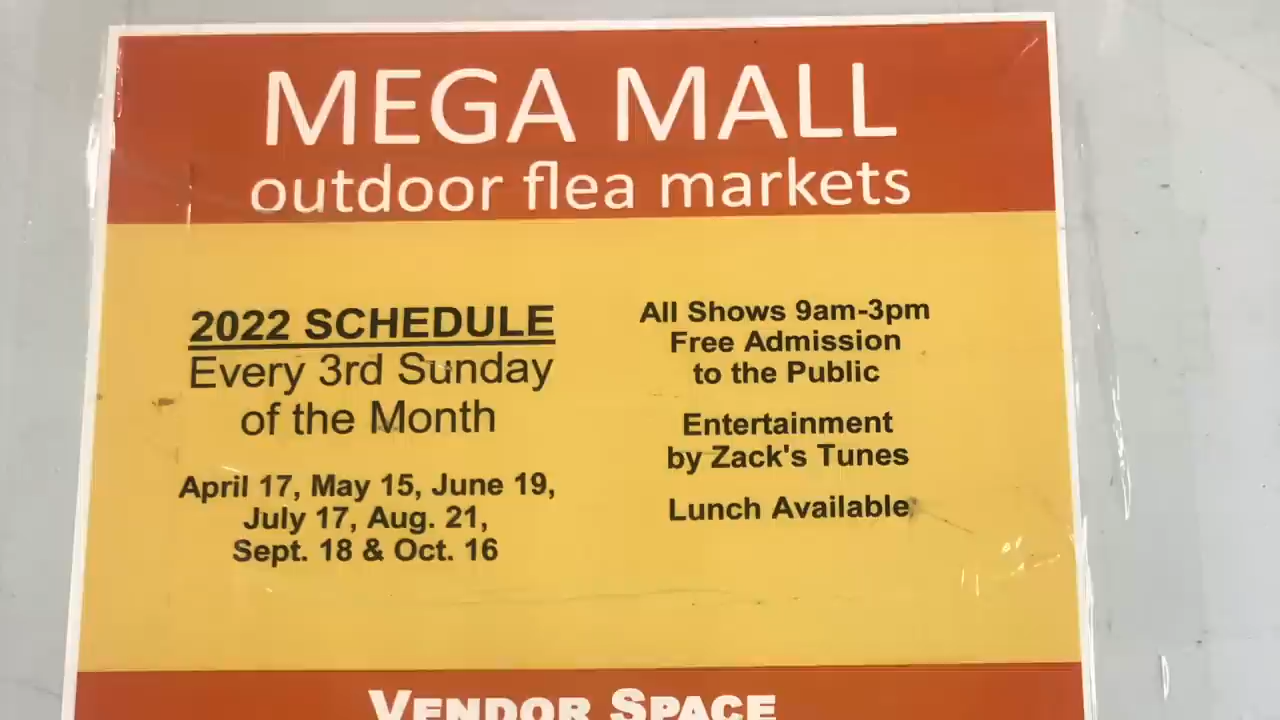 MEGA MALL
outdoor flea markets
2022 SCHEDULE
Every 3rd Sunday
of the Month
April 17, May 15, June 19,
July 17, Aug. 21,
Sept. 18 & Oct. 16
All Shows 9am-3pm
Free Admission
to the Public
Entertainment
by Zack's Tunes
Lunch Available
VENDOR SPACE